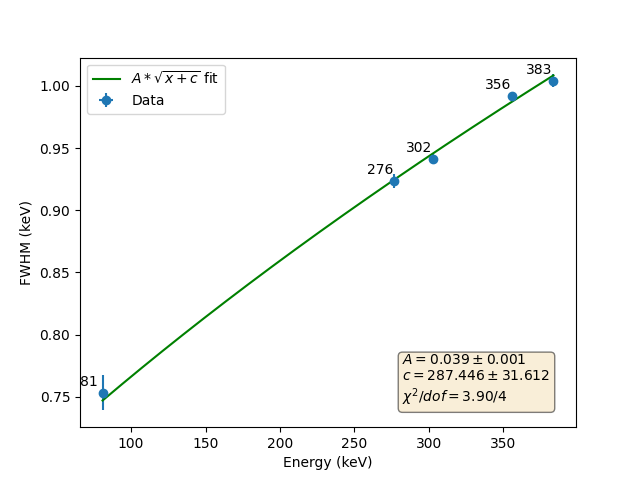 A * √x + c fit
Data
383
356
302
276
81
1.00
0.95
0.90
0.85
0.80
0.75
FWHM (keV)
A = 0.039 ± 0.001
c = 287.446 ± 31.612
χ²/dof = 3.90/4
100 150 200 250 300 350
Energy (keV)